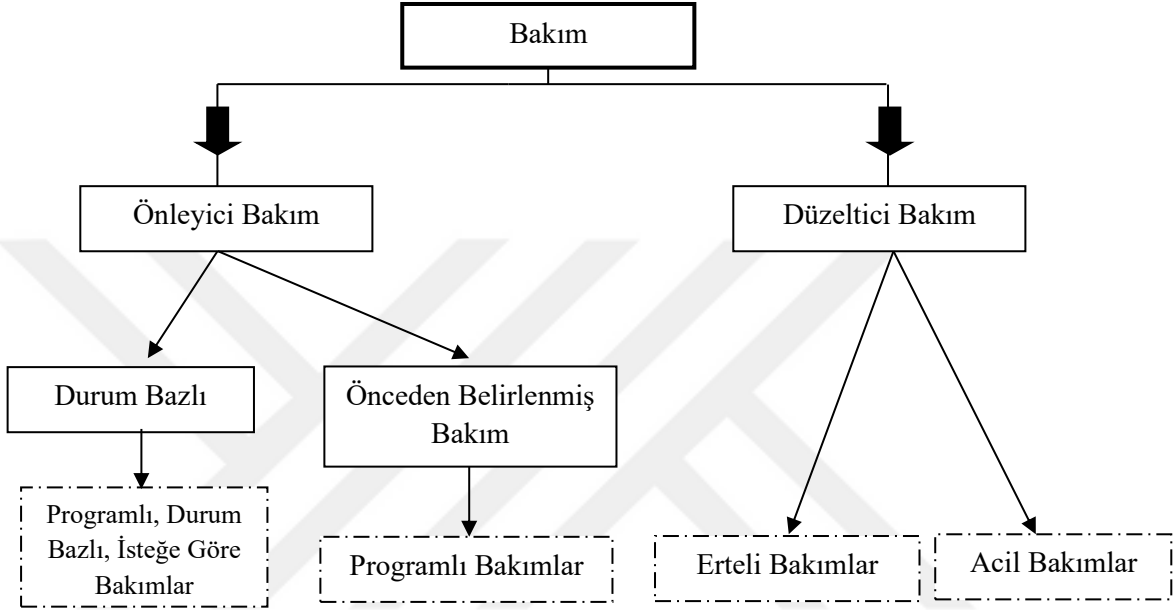 Bakım
Önleyici Bakım
Düzeltici Bakım
Durum Bazlı
Önceden Belirlenmiş
Bakım
Programlı, Durum
Bazlı, İsteğe Göre
Bakımlar
Programlı Bakımlar
Erteli Bakımlar
Acil Bakımlar